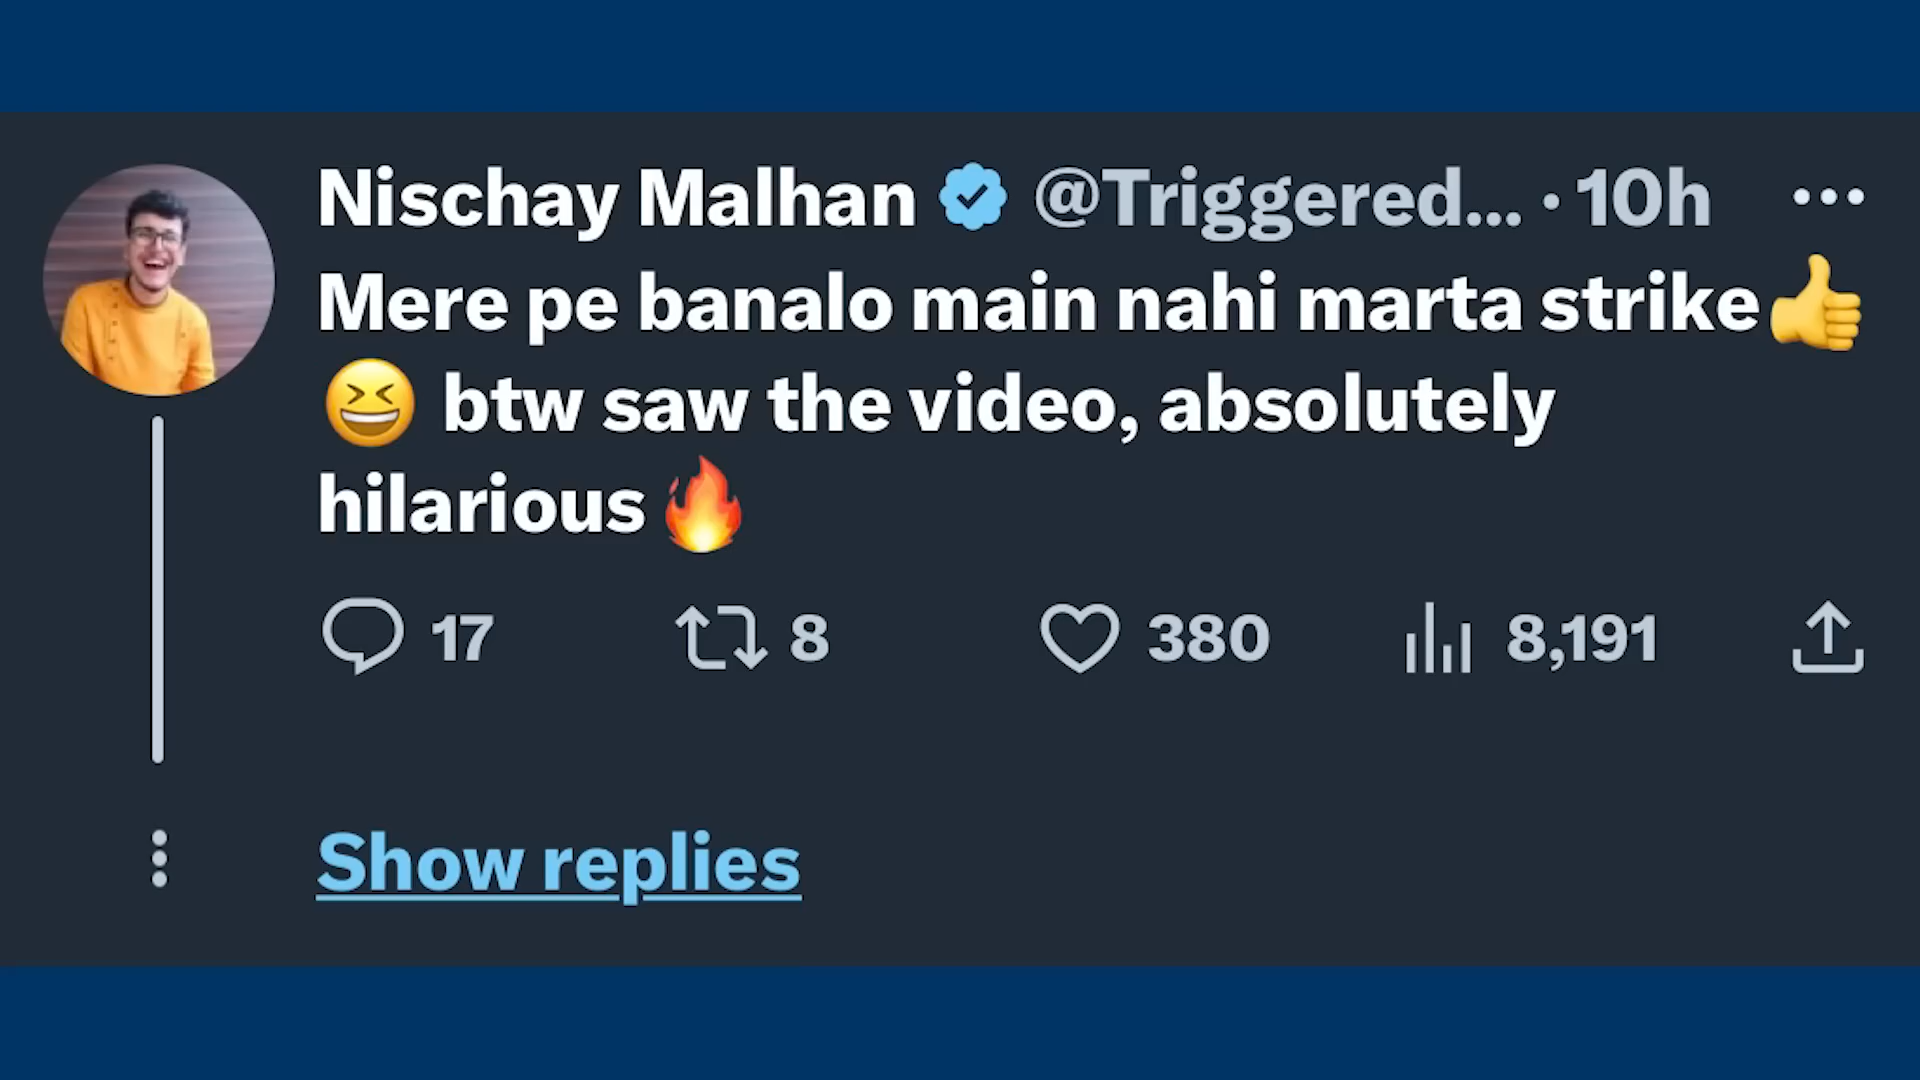 Nischay Malhan @Triggered... · 10h
Mere pe banalo main nahi marta strike👍
😆 btw saw the video, absolutely
hilarious🔥
17 8 380 8,191
Show replies